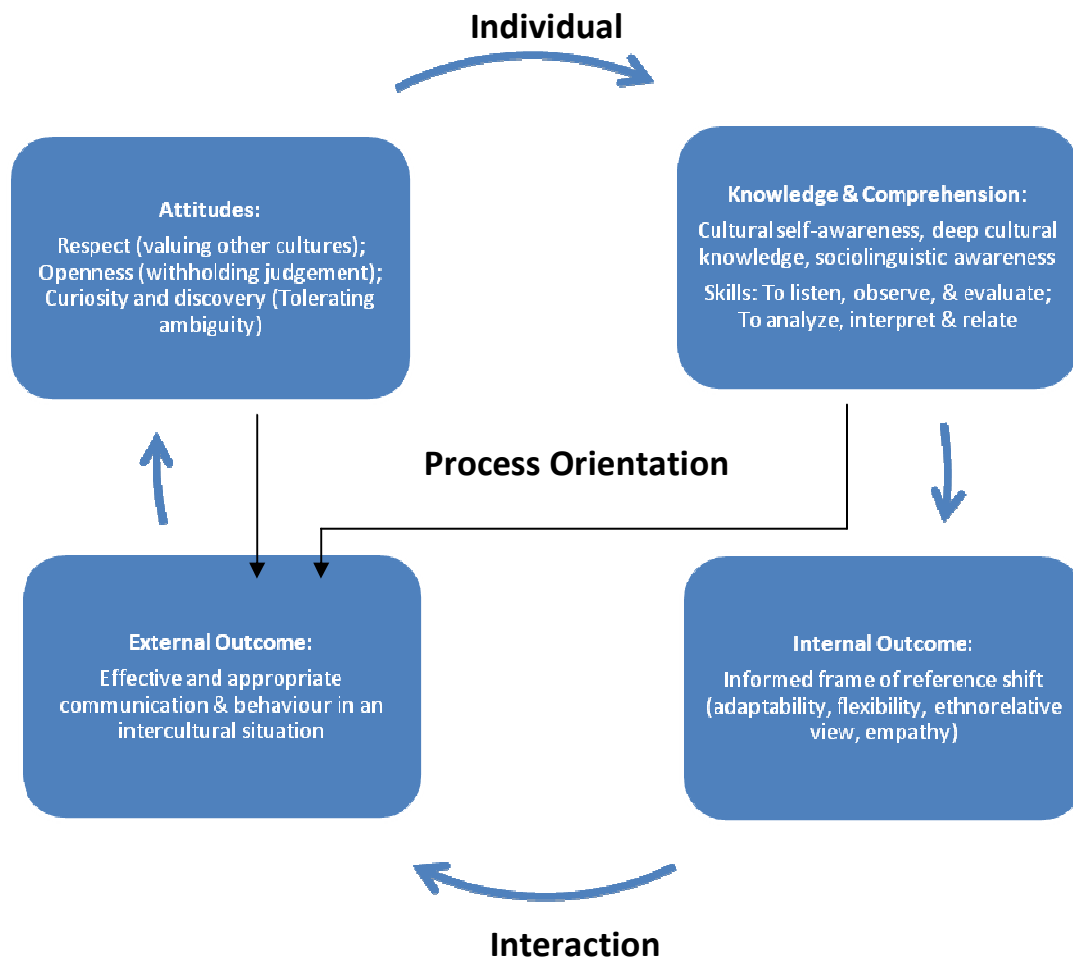 Individual
Attitudes:
Respect (valuing other cultures);
Openness (withholding judgement);
Curiosity and discovery (Tolerating
ambiguity)
Knowledge & Comprehension:
Cultural self-awareness, deep cultural
knowledge, sociolinguistic awareness
Skills: To listen, observe, & evaluate;
To analyze, interpret & relate
Process Orientation
External Outcome:
Effective and appropriate
communication & behaviour in an
intercultural situation
Internal Outcome:
Informed frame of reference shift
(adaptability, flexibility, ethnorelative
view, empathy)
Interaction